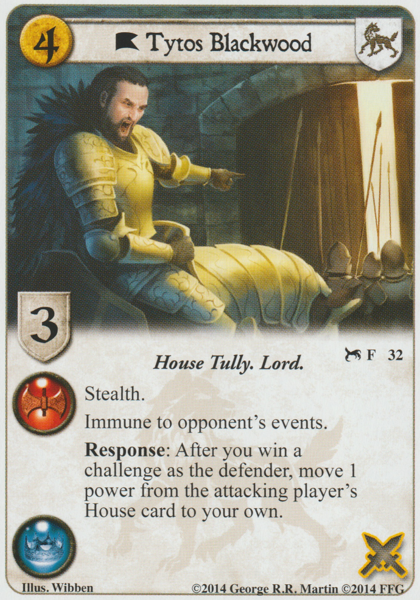 4
Tytos Blackwood
3
F 32
House Tully. Lord.
Stealth.
Immune to opponent's events.
Response: After you win a
challenge as the defender, move 1
power from the attacking player's
House card to your own.
Illus. Wibben
©2014 George R.R. Martin ©2014 FFG